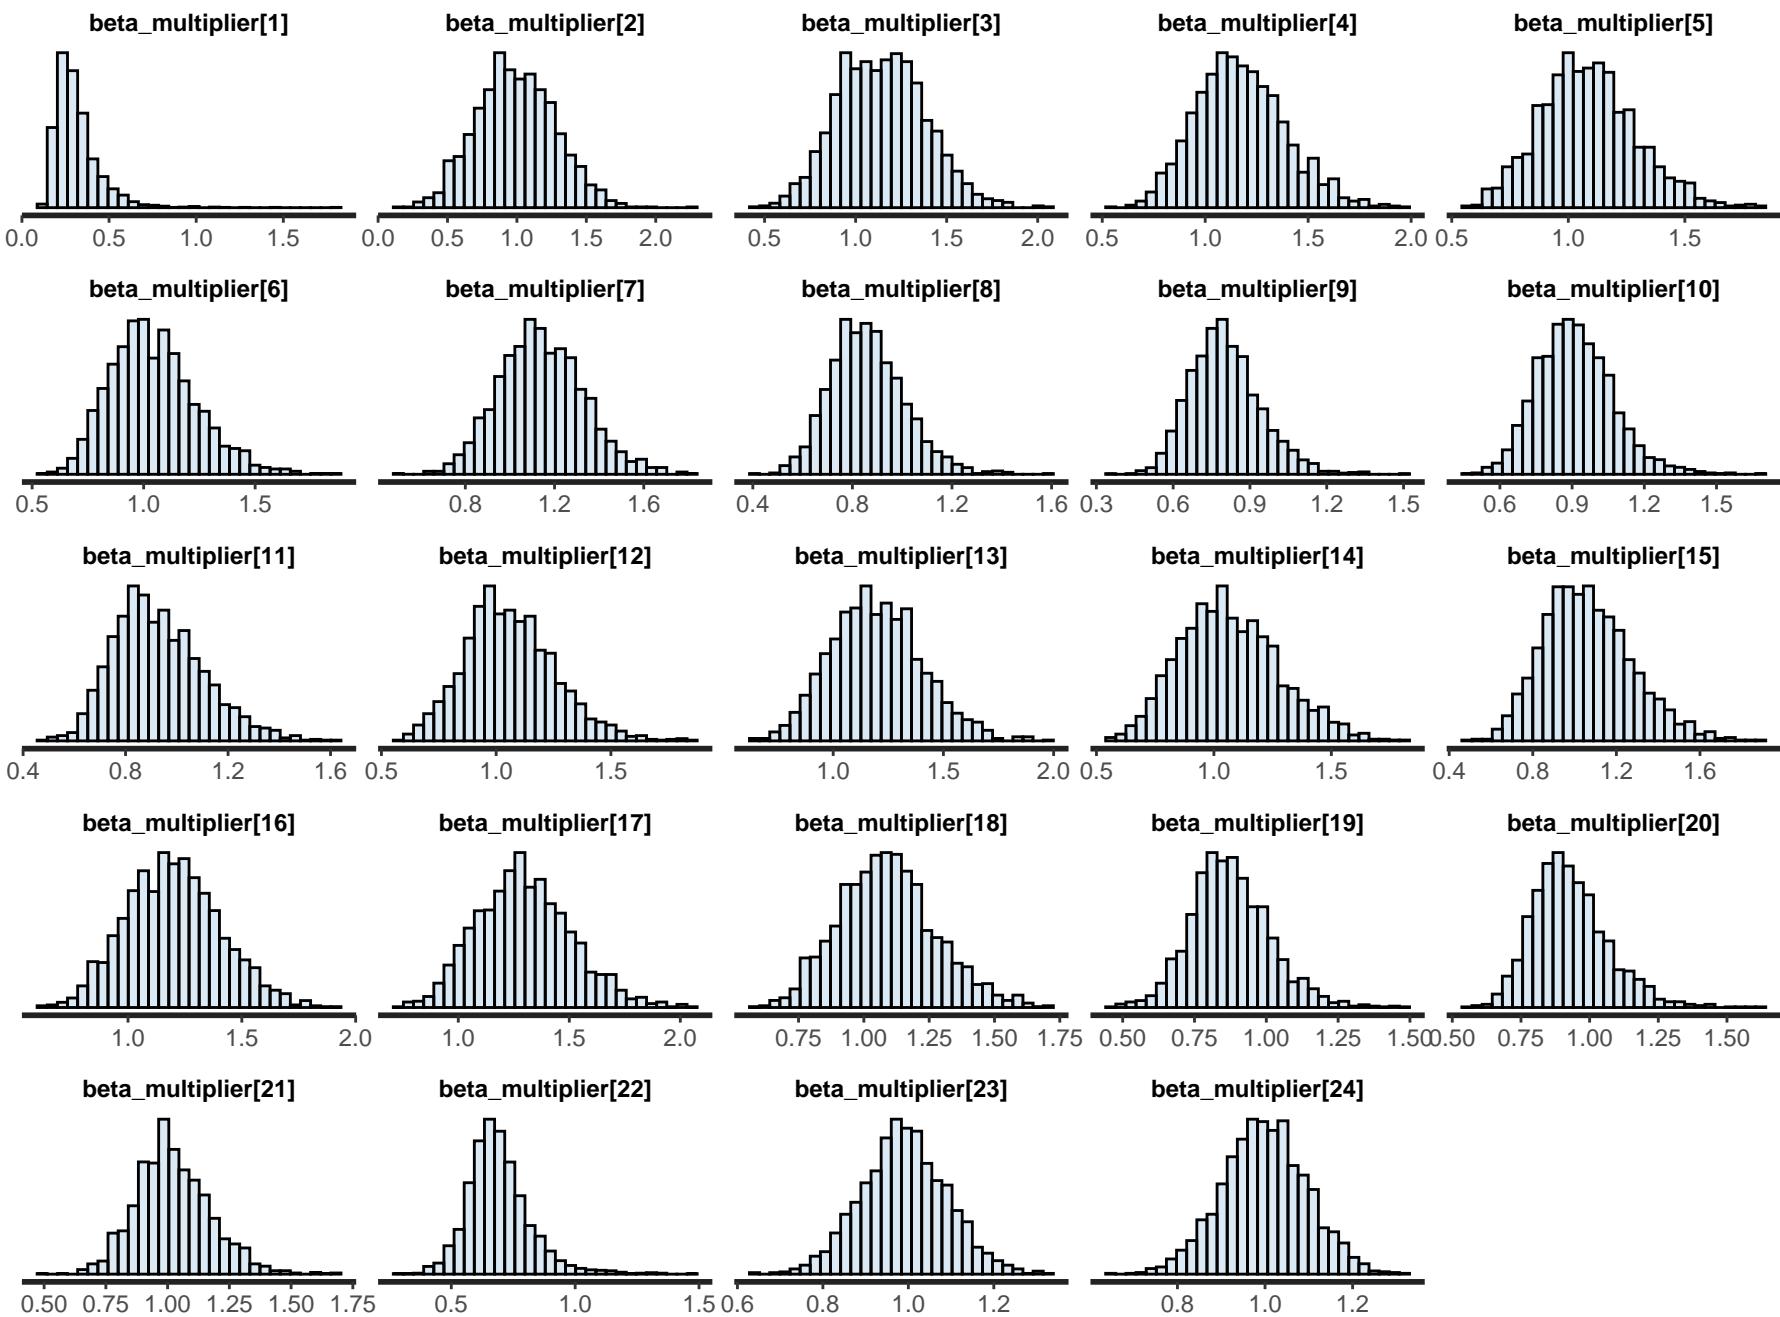 beta_multiplier[1] beta_multiplier[2] beta_multiplier[3] beta_multiplier[4] beta_multiplier[5]
0.0 0.5 1.0 1.5 0.0 0.5 1.0 1.5 2.0 0.5 1.0 1.5 2.0 0.5 1.0 1.5 2.0 0.5 1.0 1.5
beta_multiplier[6] beta_multiplier[7] beta_multiplier[8] beta_multiplier[9] beta_multiplier[10]
0.5 1.0 1.5 0.8 1.2 1.6 0.4 0.8 1.2 1.6 0.3 0.6 0.9 1.2 1.5 0.6 0.9 1.2 1.5
beta_multiplier[11] beta_multiplier[12] beta_multiplier[13] beta_multiplier[14] beta_multiplier[15]
0.4 0.8 1.2 1.6 0.5 1.0 1.5 1.0 1.5 2.0 0.5 1.0 1.5 0.4 0.8 1.2 1.6
beta_multiplier[16] beta_multiplier[17] beta_multiplier[18] beta_multiplier[19] beta_multiplier[20]
1.0 1.5 2.0 1.0 1.5 2.0 0.75 1.00 1.25 1.50 1.75 0.50 0.75 1.00 1.25 1.50 0.50 0.75 1.00 1.25 1.50
beta_multiplier[21] beta_multiplier[22] beta_multiplier[23] beta_multiplier[24]
0.50 0.75 1.00 1.25 1.50 1.75 0.5 1.0 1.5 0.6 0.8 1.0 1.2 0.8 1.0 1.2